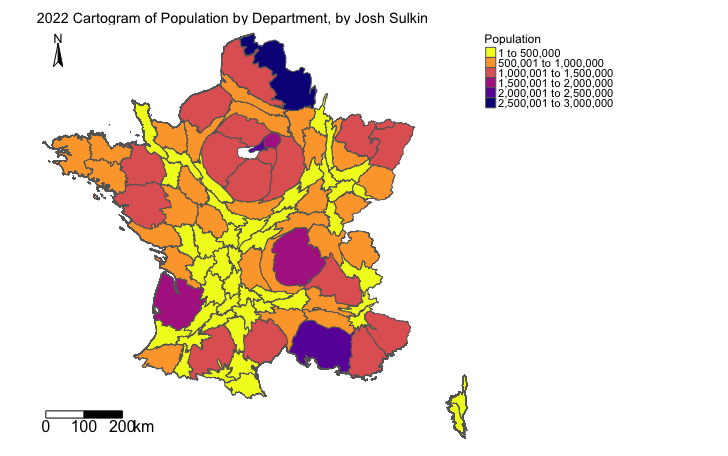 2022 Cartogram of Population by Department, by Josh Sulkin
N
Population
1 to 500,000
500,001 to 1,000,000
1,000,001 to 1,500,000
1,500,001 to 2,000,000
2,000,001 to 2,500,000
2,500,001 to 3,000,000
0 100 200km